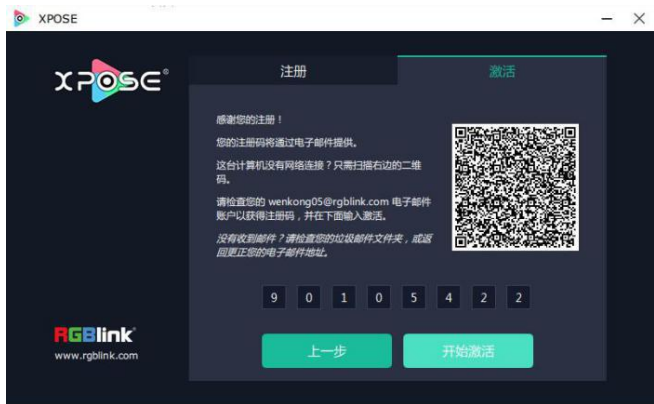 XPOSE
XPOSE®
注册
激活
感谢您的注册！
您的注册码将通过电子邮件提供。
这台计算机没有网络连接？只需扫描右边的二维
码。
请检查您的 wenkong05@rgblink.com 电子邮件
账户以获得注册码，并在下面输入激活。
没有收到邮件？请检查您的垃圾邮件文件夹，或返
回更正您的电子邮件地址。
9 0 1 0 5 4 2 2
RGBlink®
www.rgblink.com
上一步
开始激活